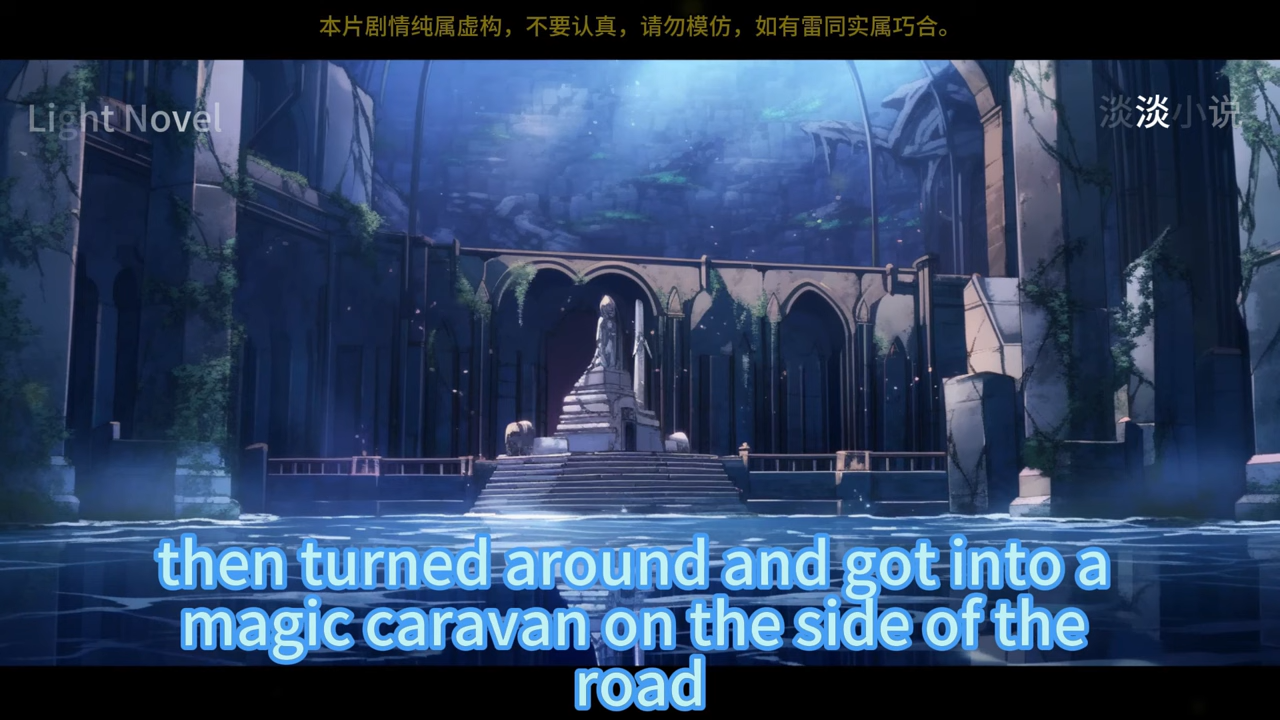 本片剧情纯属虚构，不要认真，请勿模仿，如有雷同实属巧合。
Light Novel
淡淡小说
then turned around and got into a
magic caravan on the side of the
road